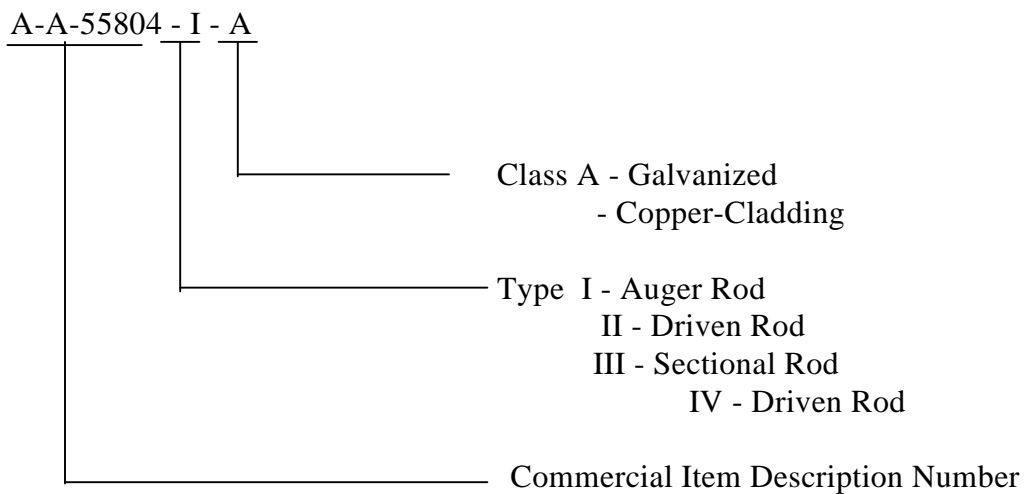 A-A-55804 - I - A
Class A - Galvanized
- Copper-Cladding
Type I - Auger Rod
II - Driven Rod
III - Sectional Rod
IV - Driven Rod
Commercial Item Description Number